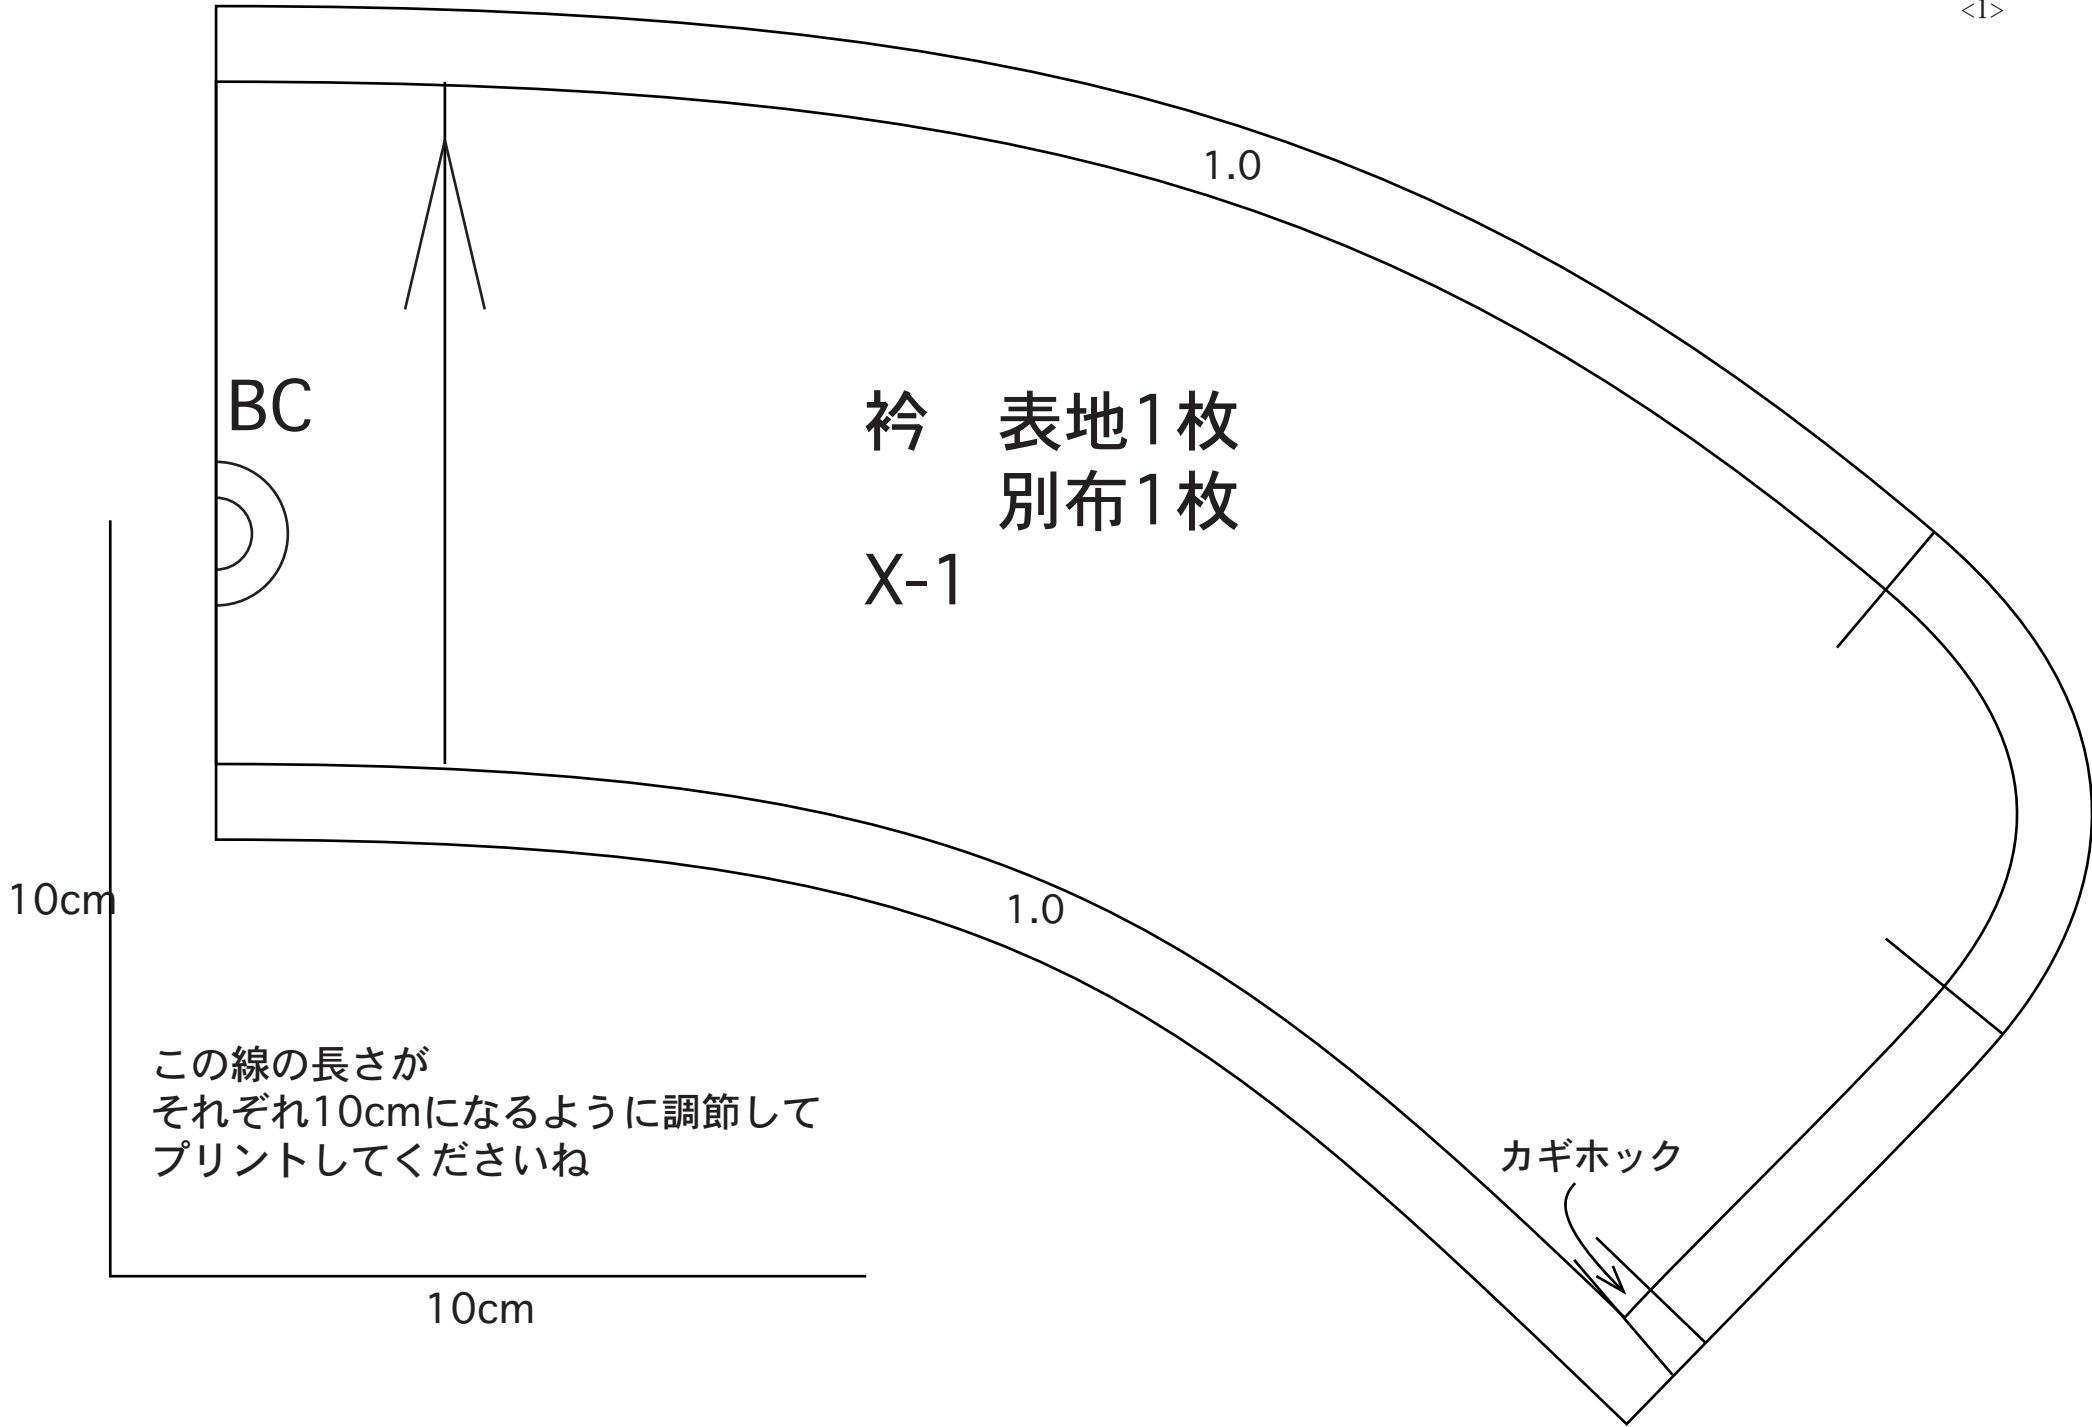 <1>
1.0
BC
衿　表地1枚
別布1枚
X-1
10cm
1.0
この線の長さが
それぞれ10cmになるように調節して
プリントしてくださいね
カギホック
10cm